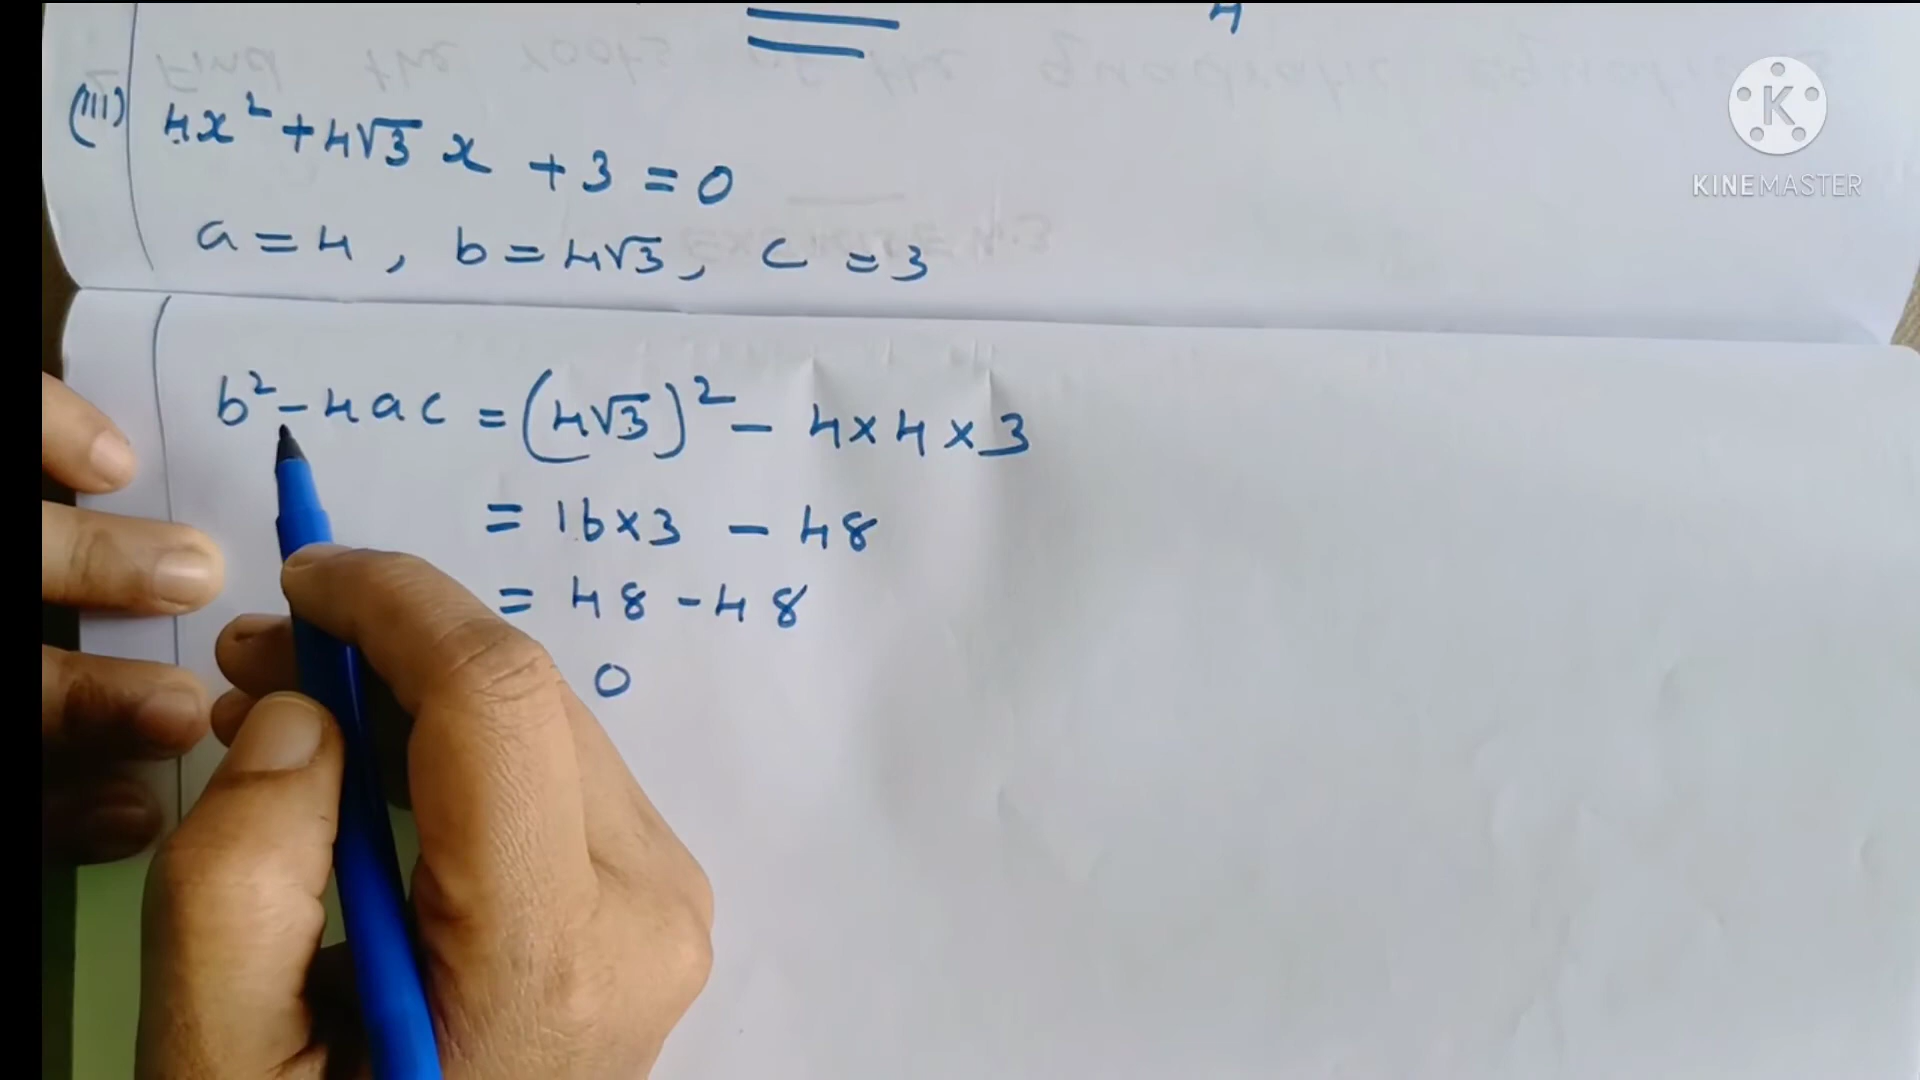 4
(iii) 4x² + 4√3 x + 3 = 0
a = 4 , b = 4√3 , c = 3
b² - 4ac = (4√3)² - 4 × 4 × 3
= 16×3 - 48
= 48 - 48
0
KINEMASTER